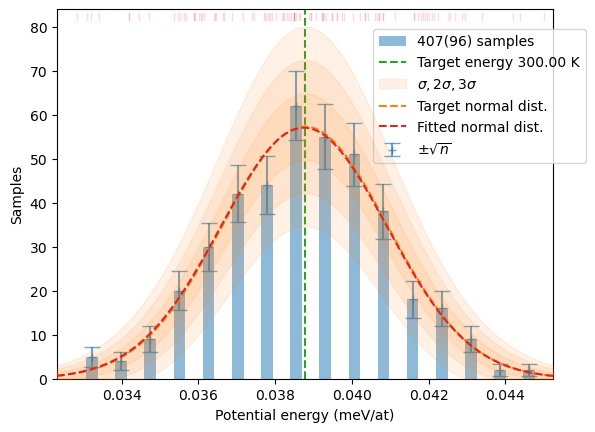 80
70
60
50
40
30
20
10
0
Samples
407(96) samples
Target energy 300.00 K
σ, 2σ, 3σ
Target normal dist.
Fitted normal dist.
±√n
0.034 0.036 0.038 0.040 0.042 0.044
Potential energy (meV/at)